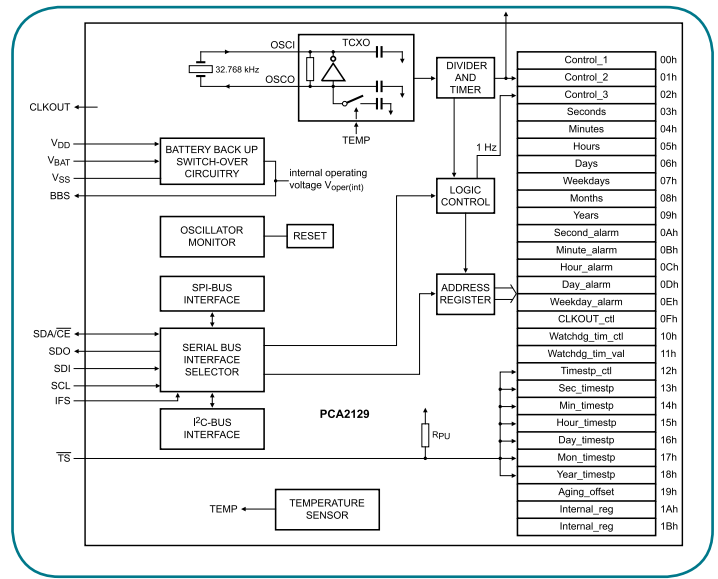 OSCI
TCXO
32.768 kHz
OSCO
TEMP
DIVIDER
AND
TIMER
CLKOUT
VDD
VBAT
VSS
BBS
BATTERY BACK UP
SWITCH-OVER
CIRCUITRY
internal operating
voltage Voper(int)
1 Hz
LOGIC
CONTROL
OSCILLATOR
MONITOR
RESET
SPI-BUS
INTERFACE
ADDRESS
REGISTER
SDA/CE
SDO
SDI
SCL
IFS
SERIAL BUS
INTERFACE
SELECTOR
I2C-BUS
INTERFACE
PCA2129
RPU
TS
TEMP
TEMPERATURE
SENSOR
Control_1 00h
Control_2 01h
Control_3 02h
Seconds 03h
Minutes 04h
Hours 05h
Days 06h
Weekdays 07h
Months 08h
Years 09h
Second_alarm 0Ah
Minute_alarm 0Bh
Hour_alarm 0Ch
Day_alarm 0Dh
Weekday_alarm 0Eh
CLKOUT_ctl 0Fh
Watchdg_tim_ctl 10h
Watchdg_tim_val 11h
Timestp_ctl 12h
Sec_timestp 13h
Min_timestp 14h
Hour_timestp 15h
Day_timestp 16h
Mon_timestp 17h
Year_timestp 18h
Aging_offset 19h
Internal_reg 1Ah
Internal_reg 1Bh